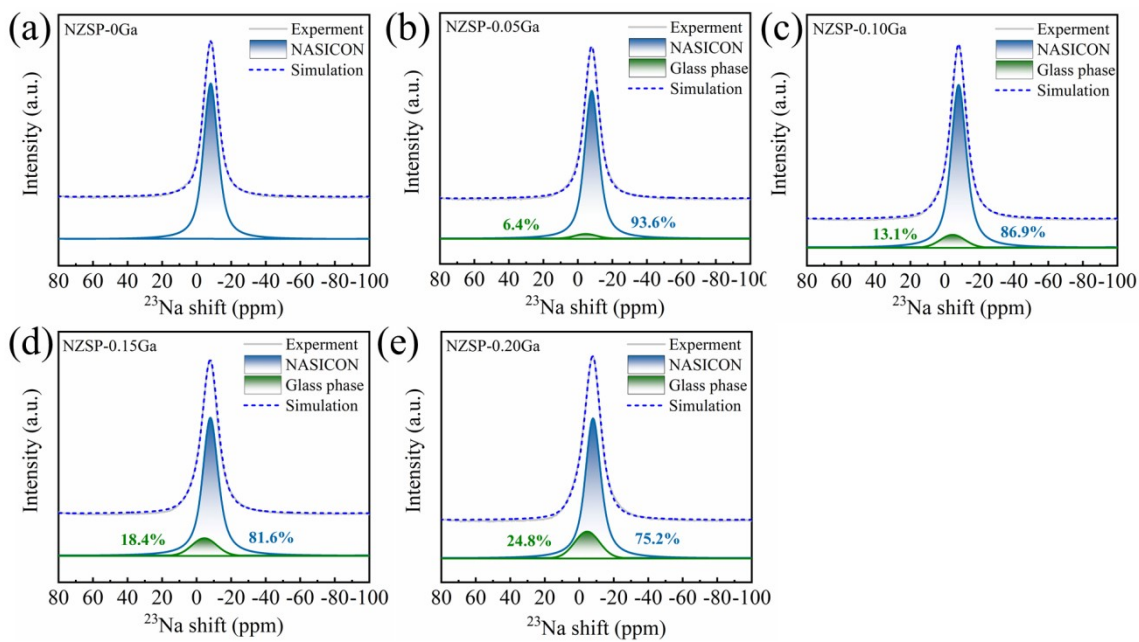 (a)
NZSP-0Ga
Experment
NASICON
Simulation
Intensity (a.u.)
80 60 40 20 0 -20 -40 -60 -80 -100
²³Na shift (ppm)
(b)
NZSP-0.05Ga
Experment
NASICON
Glass phase
Simulation
Intensity (a.u.)
6.4%
93.6%
80 60 40 20 0 -20 -40 -60 -80 -100
²³Na shift (ppm)
(c)
NZSP-0.10Ga
Experment
NASICON
Glass phase
Simulation
Intensity (a.u.)
13.1%
86.9%
80 60 40 20 0 -20 -40 -60 -80 -100
²³Na shift (ppm)
(d)
NZSP-0.15Ga
Experment
NASICON
Glass phase
Simulation
Intensity (a.u.)
18.4%
81.6%
80 60 40 20 0 -20 -40 -60 -80 -100
²³Na shift (ppm)
(e)
NZSP-0.20Ga
Experment
NASICON
Glass phase
Simulation
Intensity (a.u.)
24.8%
75.2%
80 60 40 20 0 -20 -40 -60 -80 -100
²³Na shift (ppm)